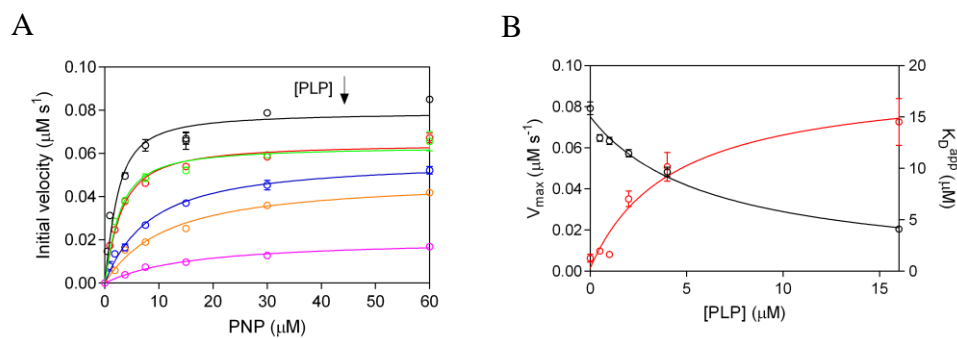 A
B
0.10
0.08
0.06
0.04
0.02
0.00
Initial velocity (μM s⁻¹)
[PLP]
0 10 20 30 40 50 60
PNP (μM)
0.10
0.08
0.06
0.04
0.02
0.00
Vmax (μM s⁻¹)
20
15
10
5
0
KDapp (μM)
0 5 10 15
[PLP] (μM)